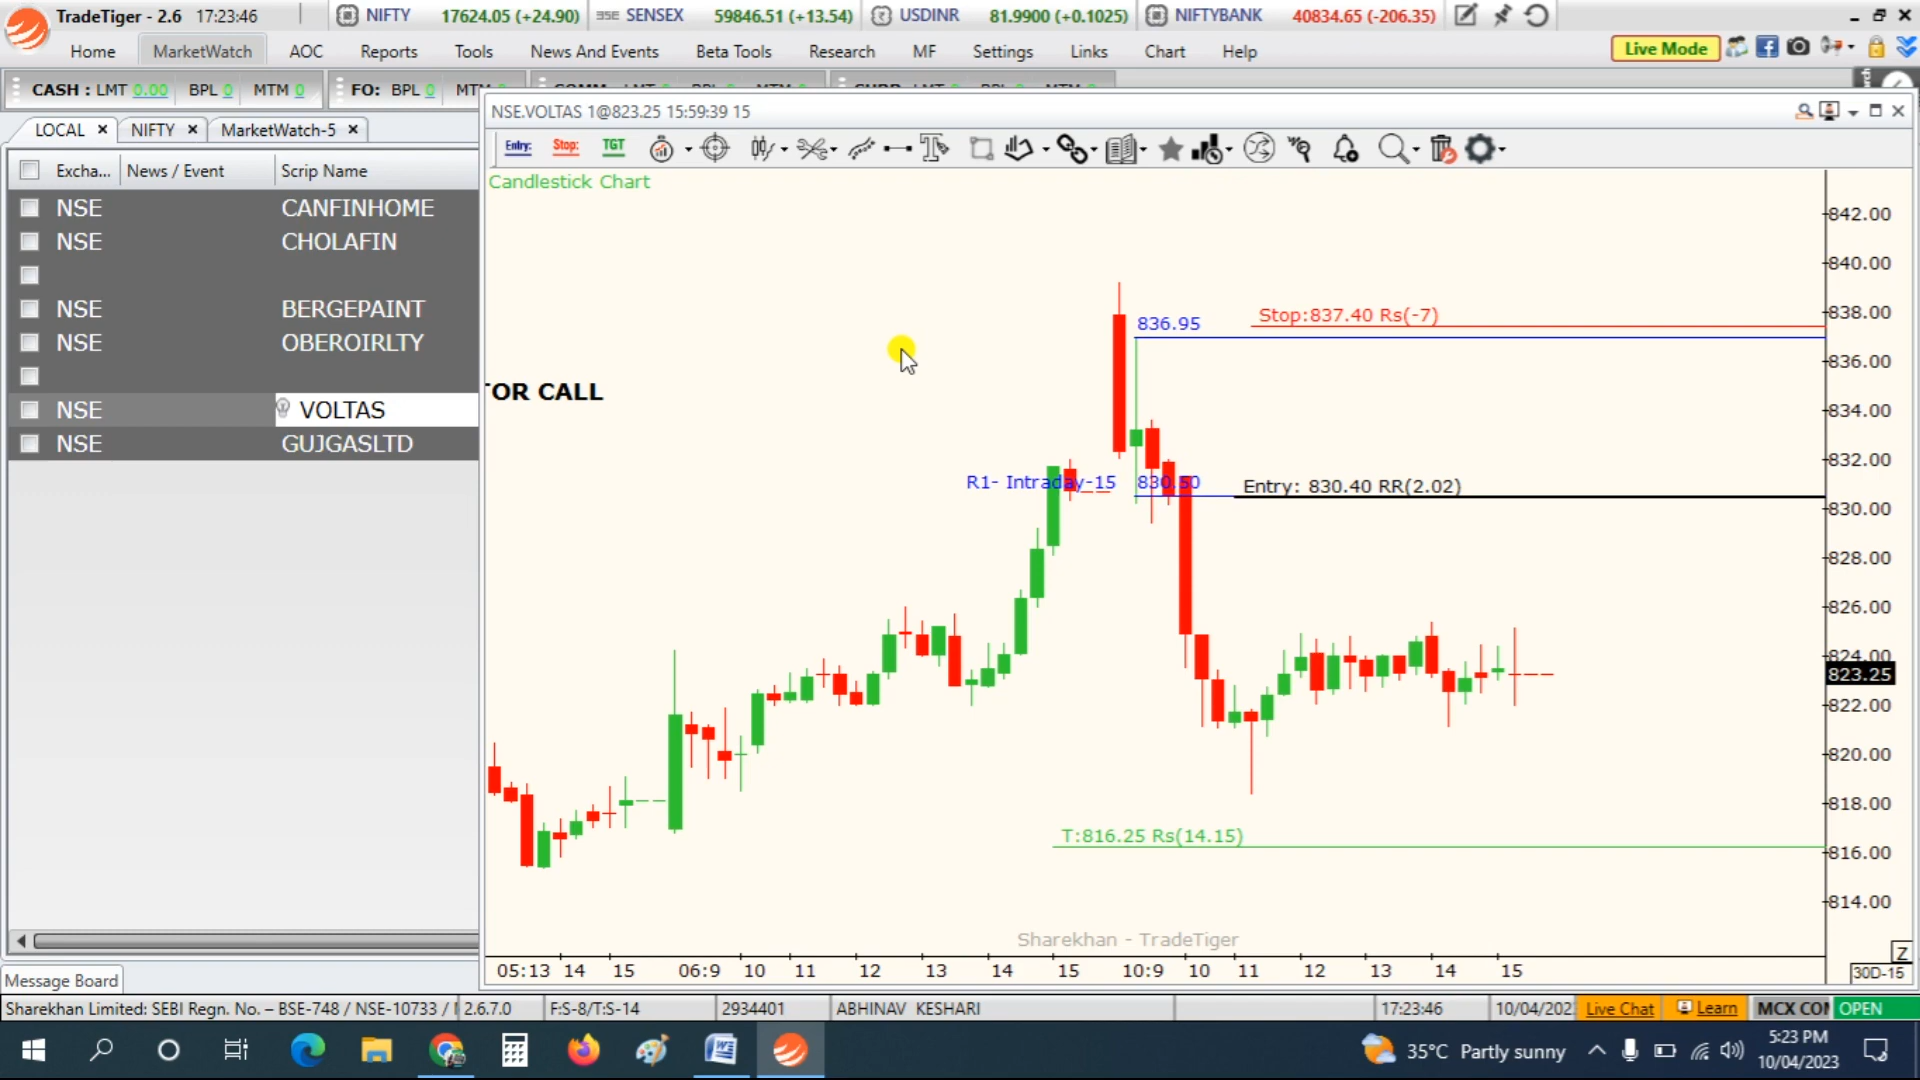 TradeTiger - 2.6 17:23:46 NIFTY 17624.05 (+24.90) BSE SENSEX 59846.51 (+13.54) USDINR 81.9900 (+0.1025) NIFTYBANK 40834.65 (-206.35)
Home MarketWatch AOC Reports Tools News And Events Beta Tools Research MF Settings Links Chart Help Live Mode
CASH : LMT 0.00 BPL 0 MTM 0 FO: BPL 0
NSE.VOLTAS 1@823.25 15:59:39 15
LOCAL NIFTY MarketWatch-5
Entry: Stop: TGT
Excha... News / Event Scrip Name
Candlestick Chart
NSE CANFINHOME
NSE CHOLAFIN
NSE BERGEPAINT
NSE OBEROIRLTY
NSE VOLTAS
NSE GUJGASLTD
OR CALL
836.95
Stop:837.40 Rs(-7)
R1- Intraday-15 830.50
Entry: 830.40 RR(2.02)
T:816.25 Rs(14.15)
842.00
840.00
838.00
836.00
834.00
832.00
830.00
828.00
826.00
824.00
823.25
822.00
820.00
818.00
816.00
814.00
Sharekhan - TradeTiger
05:13 14 15 06:9 10 11 12 13 14 15 10:9 10 11 12 13 14 15
Z
30D-15
Message Board
Sharekhan Limited: SEBI Regn. No. – BSE-748 / NSE-10733 / 2.6.7.0 F:S-8/T:S-14 2934401 ABHINAV KESHARI 17:23:46 10/04/202 Live Chat Learn MCX OPEN
35°C Partly sunny
5:23 PM
10/04/2023